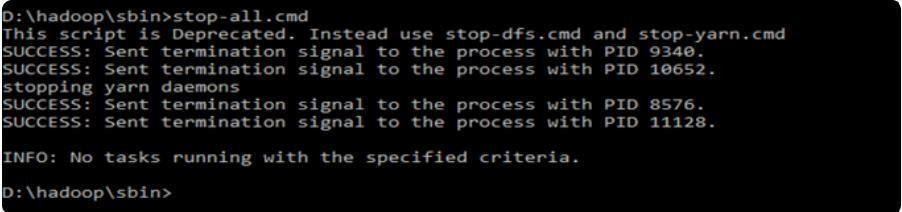 D:\hadoop\sbin>stop-all.cmd
This script is Deprecated. Instead use stop-dfs.cmd and stop-yarn.cmd
SUCCESS: Sent termination signal to the process with PID 9340.
SUCCESS: Sent termination signal to the process with PID 10652.
stopping yarn daemons
SUCCESS: Sent termination signal to the process with PID 8576.
SUCCESS: Sent termination signal to the process with PID 11128.
INFO: No tasks running with the specified criteria.
D:\hadoop\sbin>